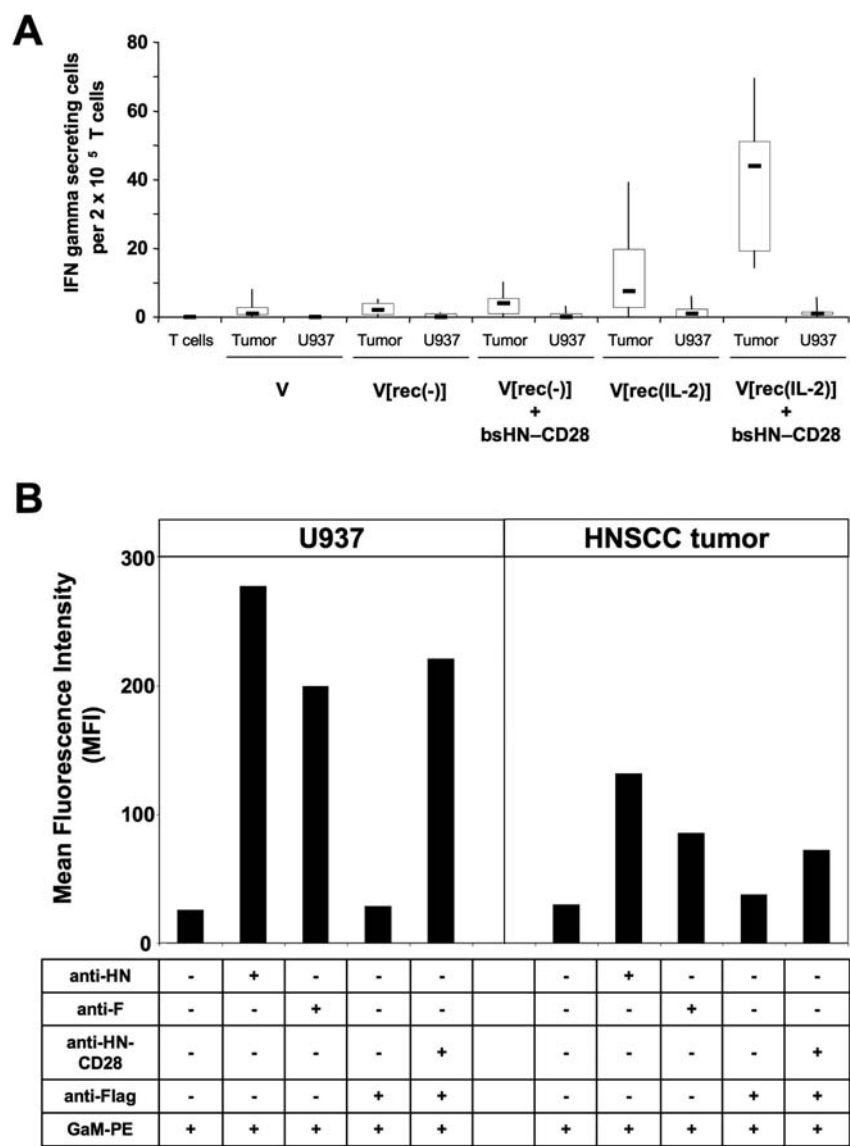 A
IFN gamma secreting cells
per 2 x 10 5 T cells
80
60
40
20
0
T cells Tumor U937 Tumor U937 Tumor U937 Tumor U937 Tumor U937
V V[rec(-)] V[rec(-)] V[rec(IL-2)] V[rec(IL-2)]
+ +
bsHN–CD28 bsHN–CD28
B
U937 HNSCC tumor
Mean Fluorescence Intensity
(MFI)
300
200
100
0
anti-HN - + - - - - + - - -
anti-F - - + - - - - + - -
anti-HN-
CD28 - - - - + - - - - +
anti-Flag - - - + + - - - + +
GaM-PE + + + + + + + + + +